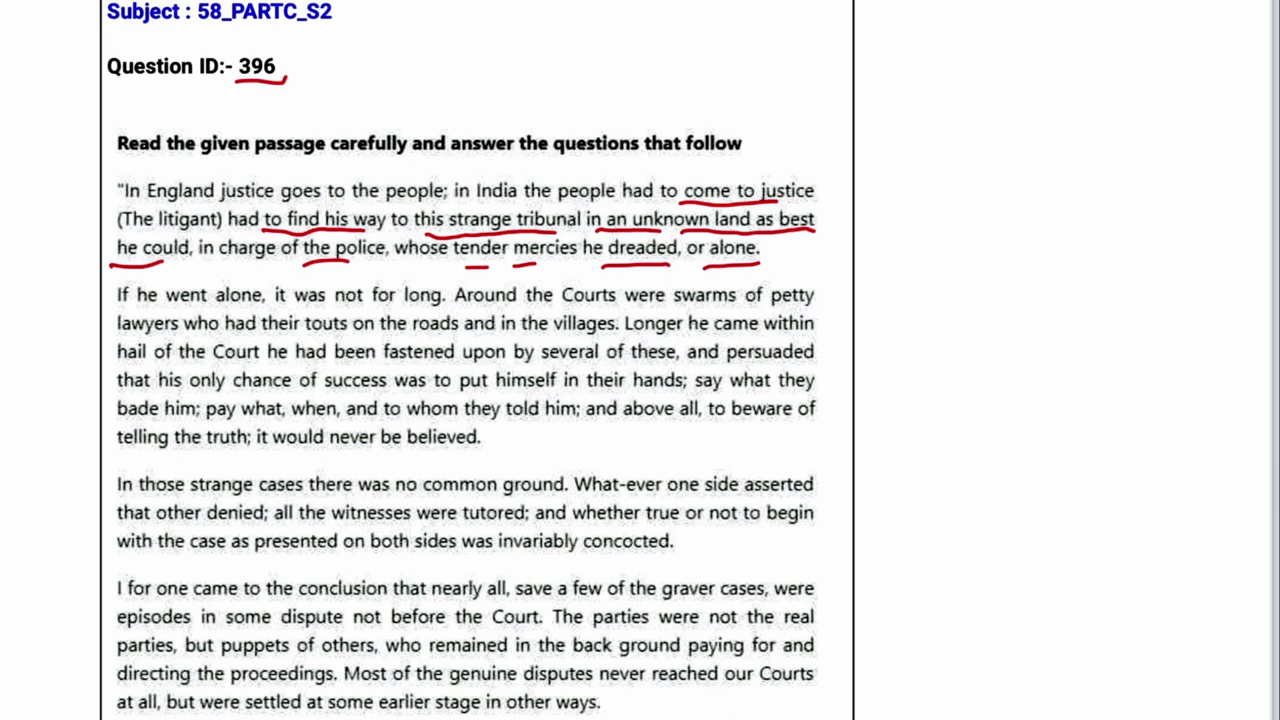 Subject : 58_PARTC_S2
Question ID:- 396
Read the given passage carefully and answer the questions that follow
"In England justice goes to the people; in India the people had to come to justice
(The litigant) had to find his way to this strange tribunal in an unknown land as best
he could, in charge of the police, whose tender mercies he dreaded, or alone.
If he went alone, it was not for long. Around the Courts were swarms of petty
lawyers who had their touts on the roads and in the villages. Longer he came within
hail of the Court he had been fastened upon by several of these, and persuaded
that his only chance of success was to put himself in their hands; say what they
bade him; pay what, when, and to whom they told him; and above all, to beware of
telling the truth; it would never be believed.
In those strange cases there was no common ground. What-ever one side asserted
that other denied; all the witnesses were tutored; and whether true or not to begin
with the case as presented on both sides was invariably concocted.
I for one came to the conclusion that nearly all, save a few of the graver cases, were
episodes in some dispute not before the Court. The parties were not the real
parties, but puppets of others, who remained in the back ground paying for and
directing the proceedings. Most of the genuine disputes never reached our Courts
at all, but were settled at some earlier stage in other ways.